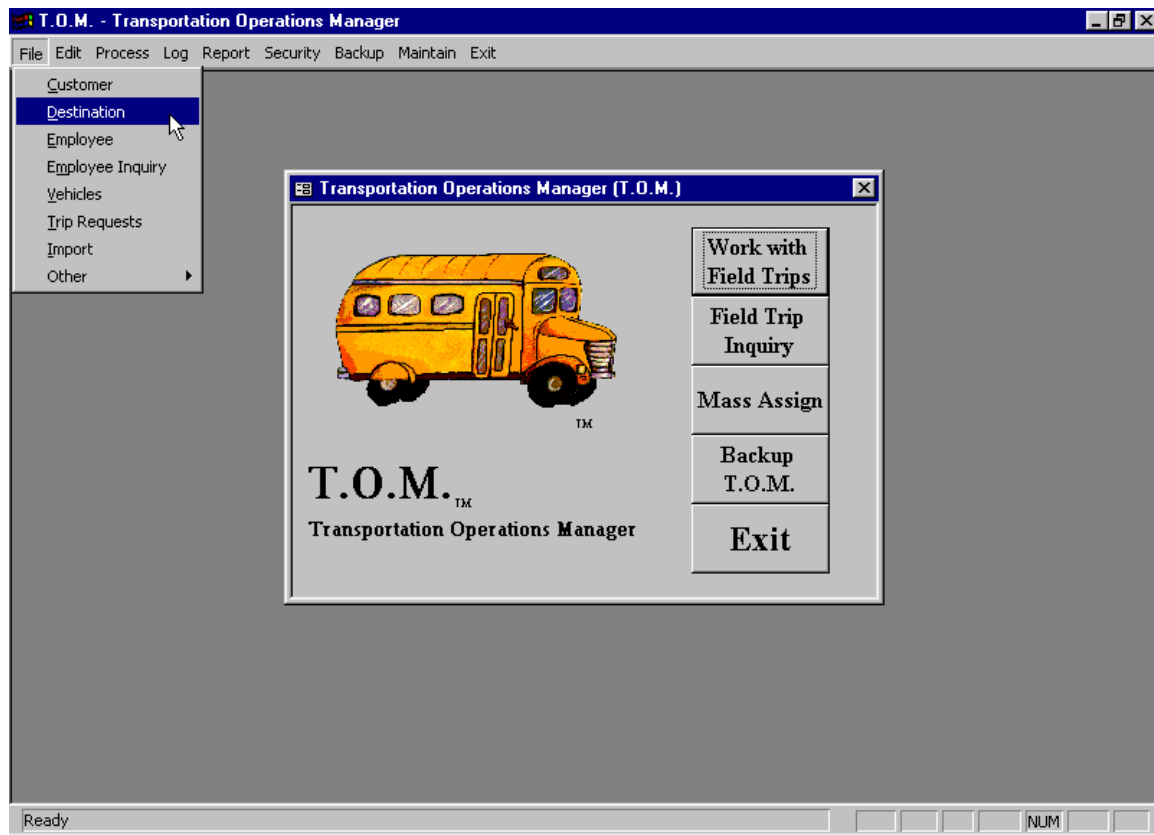 T.O.M. - Transportation Operations Manager
File Edit Process Log Report Security Backup Maintain Exit
Customer
Destination
Employee
Employee Inquiry
Vehicles
Trip Requests
Import
Other
Transportation Operations Manager (T.O.M.)
TM
T.O.M. TM
Transportation Operations Manager
Work with
Field Trips
Field Trip
Inquiry
Mass Assign
Backup
T.O.M.
Exit
Ready
NUM